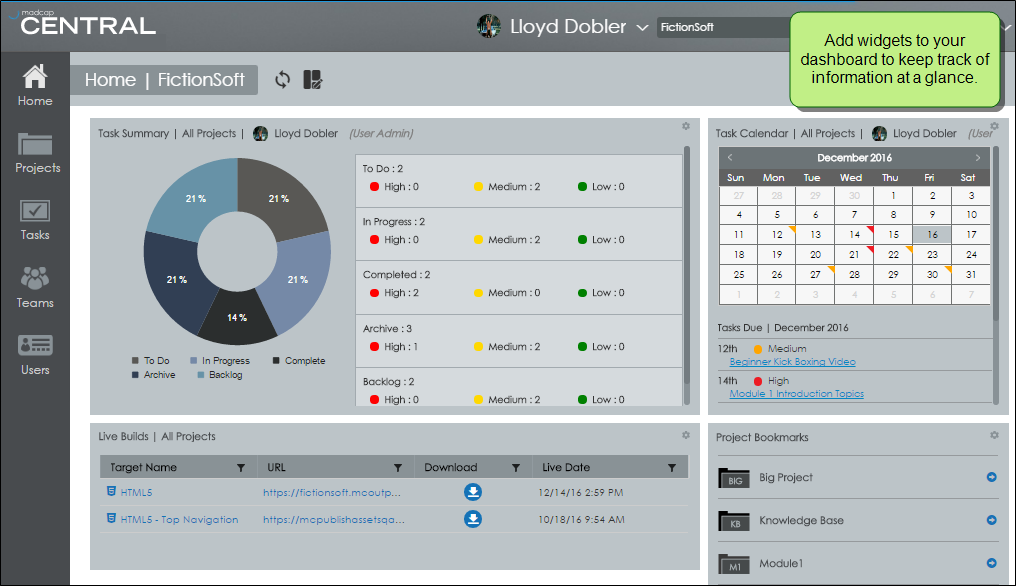 madcap
CENTRAL
Lloyd Dobler
FictionSoft
Add widgets to your
dashboard to keep track of
information at a glance.
Home
Projects
Tasks
Teams
Users
Home | FictionSoft
Task Summary | All Projects | Lloyd Dobler (User Admin)
21 %
21 %
21 %
21 %
14 %
To Do In Progress Complete
Archive Backlog
To Do : 2
High : 0 Medium : 2 Low : 0
In Progress : 2
High : 0 Medium : 2 Low : 0
Completed : 2
High : 2 Medium : 0 Low : 0
Archive : 3
High : 1 Medium : 2 Low : 0
Backlog : 2
High : 0 Medium : 2 Low : 0
Task Calendar | All Projects | Lloyd Dobler (User
December 2016
Sun Mon Tue Wed Thu Fri Sat
27 28 29 30 1 2 3
4 5 6 7 8 9 10
11 12 13 14 15 16 17
18 19 20 21 22 23 24
25 26 27 28 29 30 31
1 2 3 4 5 6 7
Tasks Due | December 2016
12th Medium
Beginner Kick Boxing Video
14th High
Module 1 Introduction Topics
Live Builds | All Projects
Target Name URL Download Live Date
HTML5 https://fictionsoft.mcoutp... 12/14/16 2:59 PM
HTML5 - Top Navigation https://mcpublishassetsqa... 10/18/16 9:54 AM
Project Bookmarks
BIG Big Project
KB Knowledge Base
M1 Module1